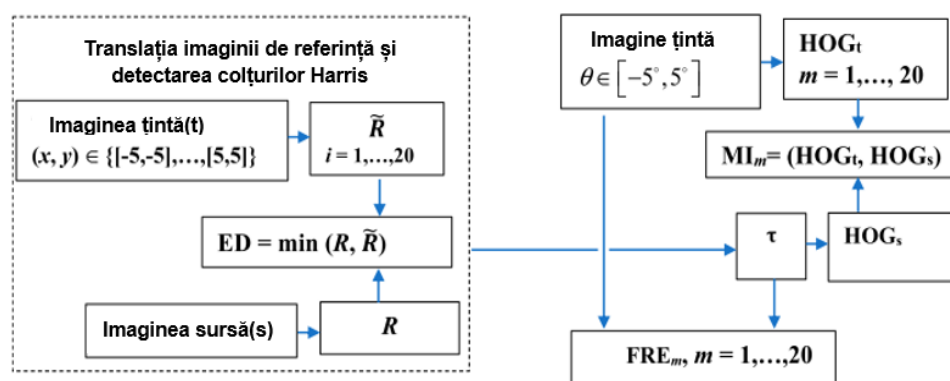 Translația imaginii de referință și
detectarea colțurilor Harris
Imaginea țintă(t)
(x, y) ∈ {[-5,-5],…,[5,5]}
R̃
i = 1,…,20
ED = min (R, R̃)
Imaginea sursă(s)
R
Imagine țintă
θ ∈ [−5°, 5°]
HOGt
m = 1,…, 20
MIm= (HOGt, HOGs)
τ
HOGs
FREm, m = 1,…,20